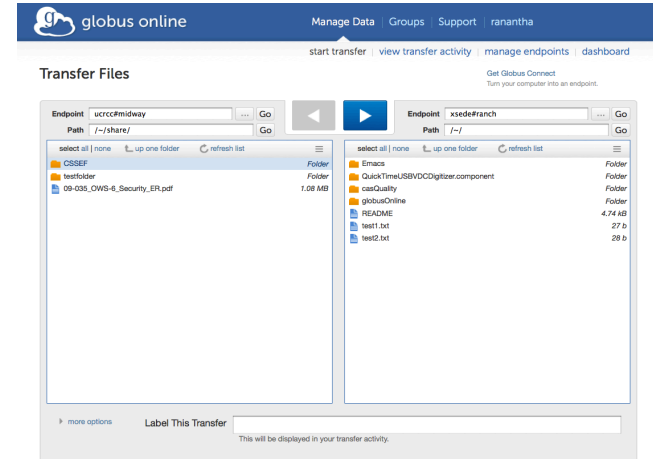 globus online
Manage Data | Groups | Support | ranantha
start transfer | view transfer activity | manage endpoints | dashboard
Transfer Files
Get Globus Connect
Turn your computer into an endpoint.
Endpoint ucrcc#midway ... Go
Path /~/share/ Go
select all | none up one folder refresh list
CSSEF Folder
testfolder Folder
09-035_OWS-6_Security_ER.pdf 1.08 MB
Endpoint xsede#ranch ... Go
Path /~/ Go
select all | none up one folder refresh list
Emacs Folder
QuickTimeUSBVDCDigitizer.component Folder
casQuality Folder
globusOnline Folder
README 4.74 kB
test1.txt 27 b
test2.txt 28 b
more options
Label This Transfer
This will be displayed in your transfer activity.